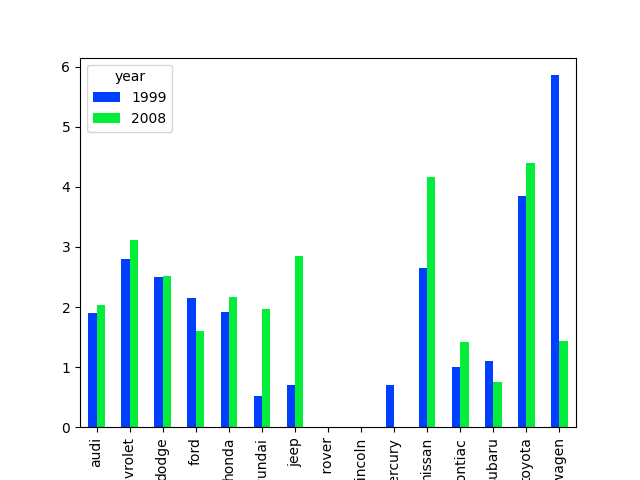 year
1999
2008
6
5
4
3
2
1
0
audi
vrolet
dodge
ford
honda
undai
jeep
rover
incoln
ercury
nissan
ontiac
ubaru
toyota
wagen